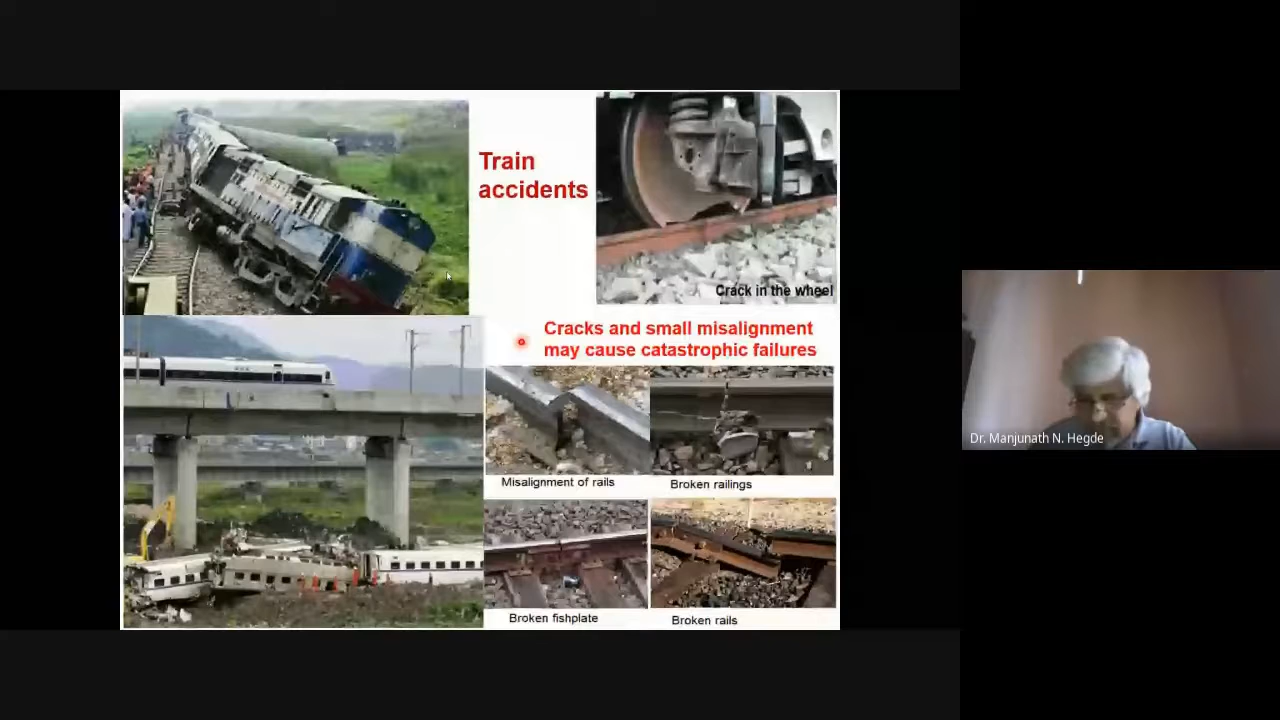 Train
accidents
Crack in the wheel
Cracks and small misalignment
may cause catastrophic failures
Misalignment of rails
Broken railings
Broken fishplate
Broken rails
Dr. Manjunath N. Hegde